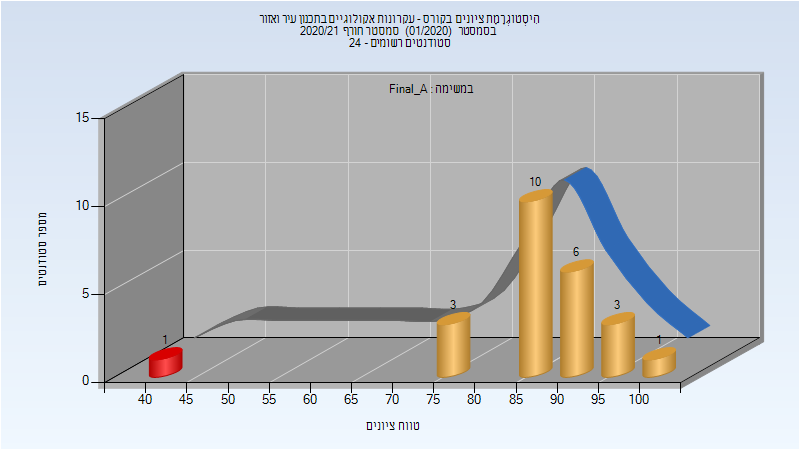 היסטוגרמת ציונים בקורס - עקרונות אקולוגיים בתכנון עיר ואזור
בסמסטר (01/2020) סמסטר חורף 2020/21
סטודנטים רשומים - 24
במשימה : Final_A
מספר סטודנטים
15
10
5
0
1
3
10
6
3
1
40 45 50 55 60 65 70 75 80 85 90 95 100
טווח ציונים